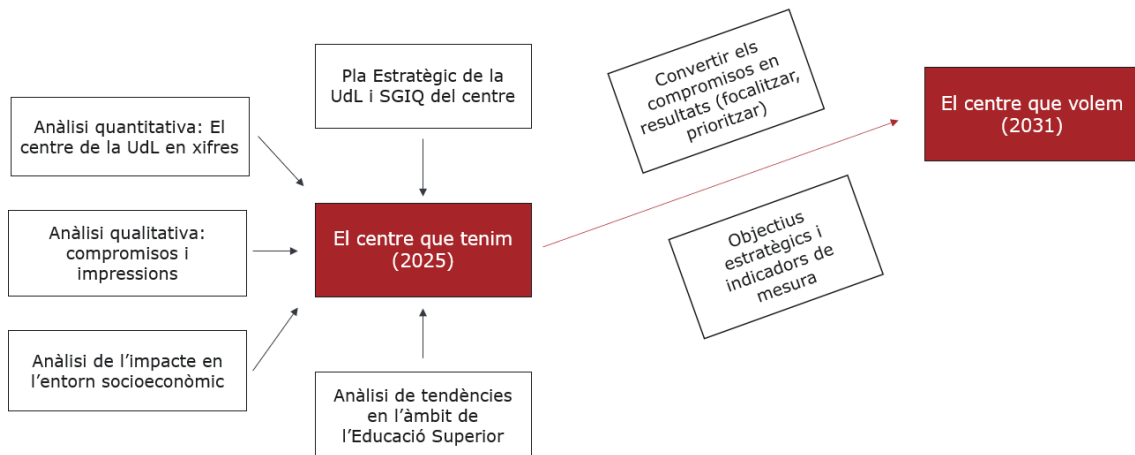 Pla Estratègic de la
UdL i SGIQ del centre
Anàlisi quantitativa: El
centre de la UdL en xifres
Anàlisi qualitativa:
compromisos i
impressions
Anàlisi de l’impacte en
l’entorn socioeconòmic
El centre que tenim
(2025)
Anàlisi de tendències
en l’àmbit de
l’Educació Superior
Convertir els
compromisos en
resultats (focalitzar,
prioritzar)
Objectius
estratègics i
indicadors de
mesura
El centre que volem
(2031)